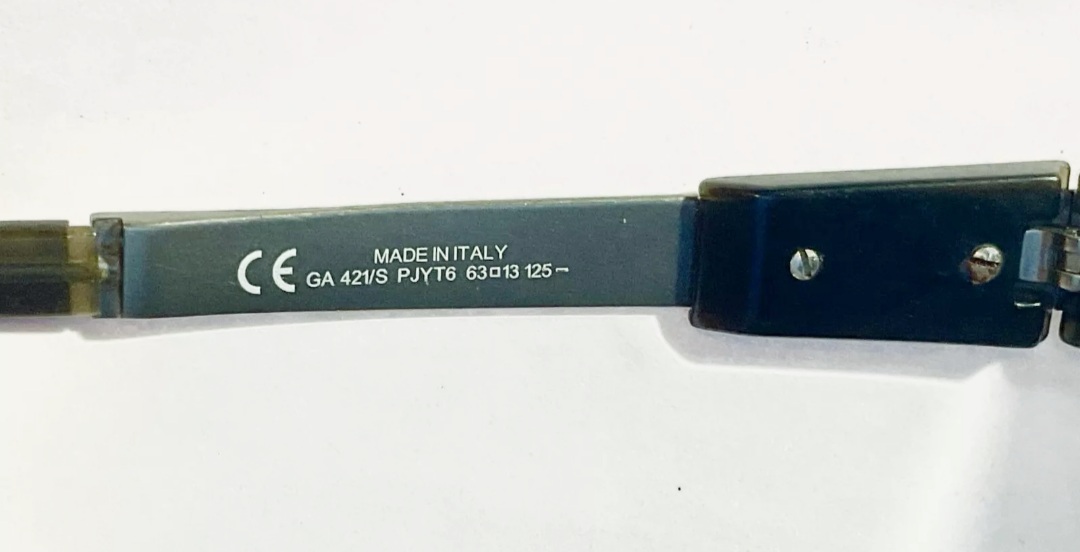 MADE IN ITALY
CE GA 421/S PJYT6 63□13 125 ¬